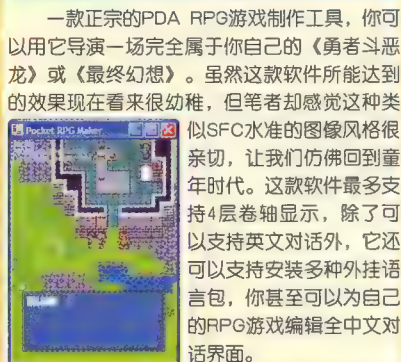 一款正宗的PDA RPG游戏制作工具，你可
以用它导演一场完全属于你自己的《勇者斗恶
龙》或《最终幻想》。虽然这款软件所能达到
的效果现在看来很幼稚，但笔者却感觉这种类
似SFC水准的图像风格很
亲切，让我们仿佛回到童
年时代。这款软件最多支
持4层卷轴显示，除了可
以支持英文对话外，它还
可以支持安装多种外挂语
言包，你甚至可以为自己
的RPG游戏编辑全中文对
话界面。
Pocket RPG Maker